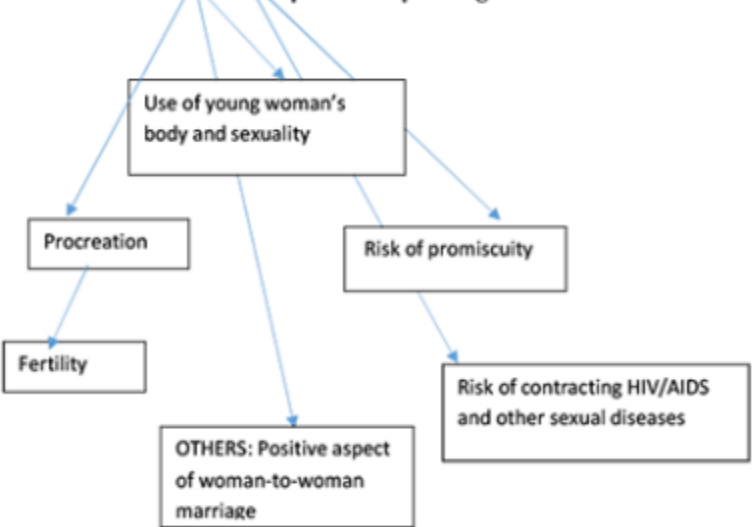 Use of young woman's
body and sexuality
Procreation
Risk of promiscuity
Fertility
Risk of contracting HIV/AIDS
and other sexual diseases
OTHERS: Positive aspect
of woman-to-woman
marriage